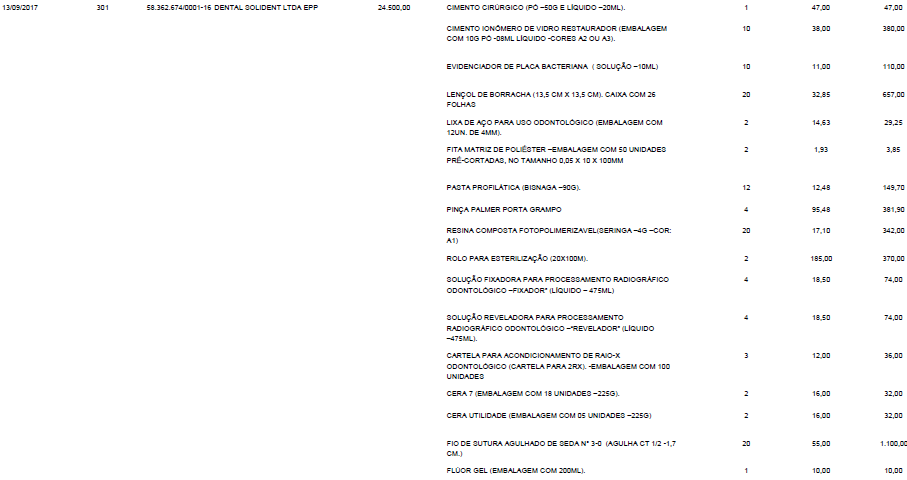 13/09/2017 301 58.362.674/0001-16 DENTAL SOLIDENT LTDA EPP 24.500,00 CIMENTO CIRÚRGICO (PÓ –50G E LÍQUIDO –20ML). 1 47,00 47,00
CIMENTO IONÔMERO DE VIDRO RESTAURADOR (EMBALAGEM 10 38,00 380,00
COM 10G PÓ -08ML LÍQUIDO -CORES A2 OU A3).
EVIDENCIADOR DE PLACA BACTERIANA ( SOLUÇÃO –10ML) 10 11,00 110,00
LENÇOL DE BORRACHA (13,5 CM X 13,5 CM). CAIXA COM 26 20 32,85 657,00
FOLHAS
LIXA DE AÇO PARA USO ODONTOLÓGICO (EMBALAGEM COM 2 14,63 29,25
12UN. DE 4MM).
FITA MATRIZ DE POLIÉSTER –EMBALAGEM COM 50 UNIDADES 2 1,93 3,85
PRÉ-CORTADAS, NO TAMANHO 0,05 X 10 X 100MM
PASTA PROFILÁTICA (BISNAGA –90G). 12 12,48 149,70
PINÇA PALMER PORTA GRAMPO 4 95,48 381,90
RESINA COMPOSTA FOTOPOLIMERIZAVEL(SERINGA –4G –COR: 20 17,10 342,00
A1)
ROLO PARA ESTERILIZAÇÃO (20X100M). 2 185,00 370,00
SOLUÇÃO FIXADORA PARA PROCESSAMENTO RADIOGRÁFICO 4 18,50 74,00
ODONTOLÓGICO –FIXADOR" (LÍQUIDO – 475ML)
SOLUÇÃO REVELADORA PARA PROCESSAMENTO 4 18,50 74,00
RADIOGRÁFICO ODONTOLÓGICO –"REVELADOR" (LÍQUIDO
–475ML).
CARTELA PARA ACONDICIONAMENTO DE RAIO-X 3 12,00 36,00
ODONTOLÓGICO (CARTELA PARA 2RX). -EMBALAGEM COM 100
UNIDADES
CERA 7 (EMBALAGEM COM 18 UNIDADES –225G). 2 16,00 32,00
CERA UTILIDADE (EMBALAGEM COM 05 UNIDADES –225G) 2 16,00 32,00
FIO DE SUTURA AGULHADO DE SEDA N° 3-0 (AGULHA CT 1/2 -1,7 20 55,00 1.100,00
CM.)
FLÚOR GEL (EMBALAGEM COM 200ML). 1 10,00 10,00